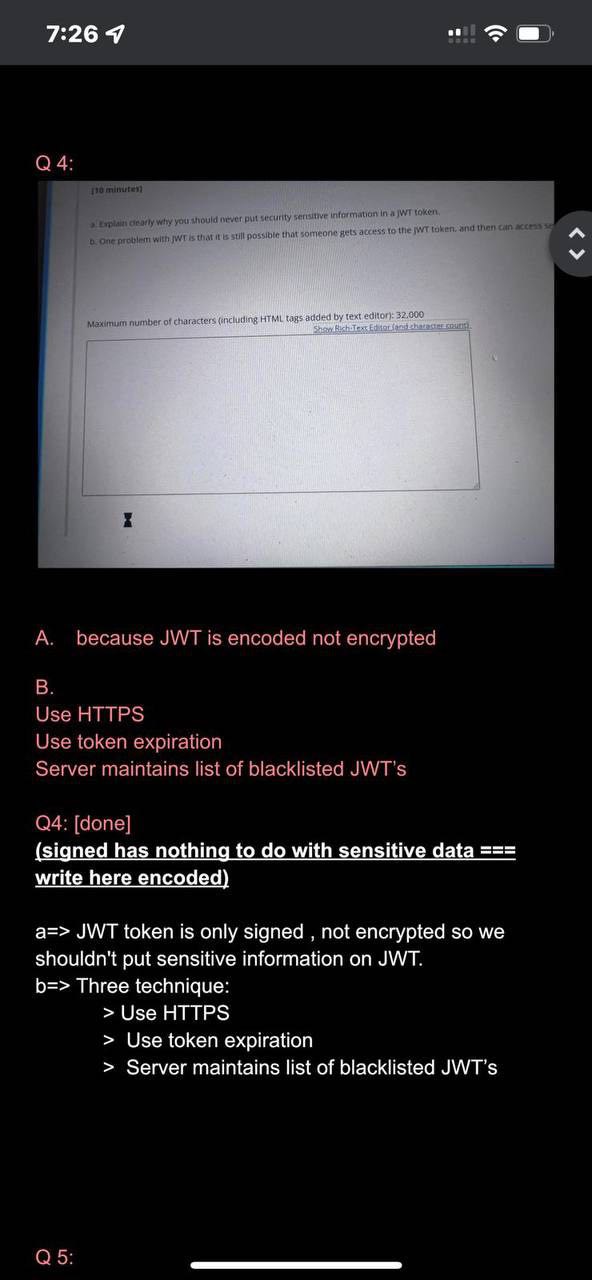 7:26
Q 4:
[10 minutes]
a. Explain clearly why you should never put security sensitive information in a JWT token.
b. One problem with JWT is that it is still possible that someone gets access to the JWT token, and then can access
Maximum number of characters (including HTML tags added by text editor): 32,000
Show Rich-Text Editor (and character count)
A. because JWT is encoded not encrypted
B.
Use HTTPS
Use token expiration
Server maintains list of blacklisted JWT’s
Q4: [done]
(signed has nothing to do with sensitive data ===
write here encoded)
a=> JWT token is only signed , not encrypted so we
shouldn't put sensitive information on JWT.
b=> Three technique:
> Use HTTPS
> Use token expiration
> Server maintains list of blacklisted JWT’s
Q 5: